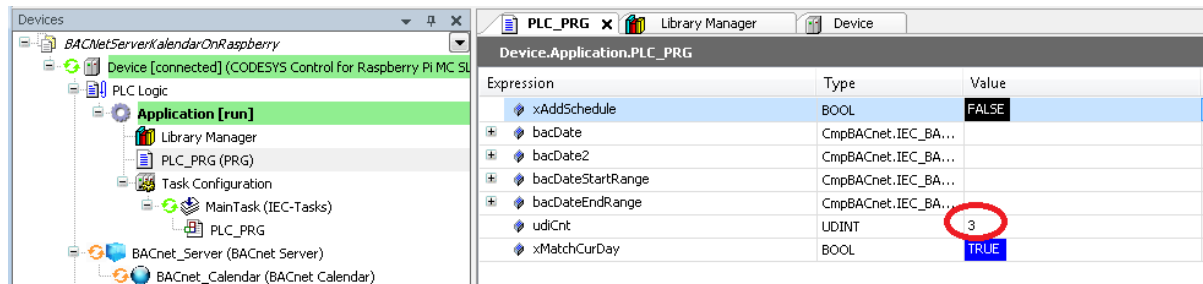 Devices
BACNetServerKalendarOnRaspberry
Device [connected] (CODESYS Control for Raspberry Pi MC SL
PLC Logic
Application [run]
Library Manager
PLC_PRG (PRG)
Task Configuration
MainTask (IEC-Tasks)
PLC_PRG
BACnet_Server (BACnet Server)
BACnet_Calendar (BACnet Calendar)
PLC_PRG Library Manager Device
Device.Application.PLC_PRG
Expression Type Value
xAddSchedule BOOL FALSE
bacDate CmpBACnet.IEC_BA...
bacDate2 CmpBACnet.IEC_BA...
bacDateStartRange CmpBACnet.IEC_BA...
bacDateEndRange CmpBACnet.IEC_BA...
udiCnt UDINT 3
xMatchCurDay BOOL TRUE